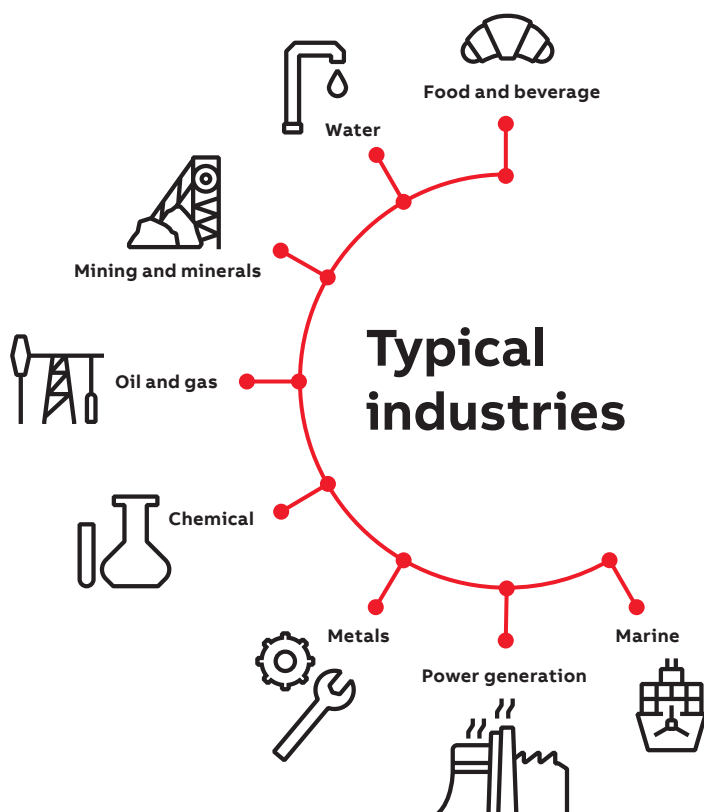 Food and beverage
Water
Mining and minerals
Typical
industries
Oil and gas
Chemical
Metals
Marine
Power generation